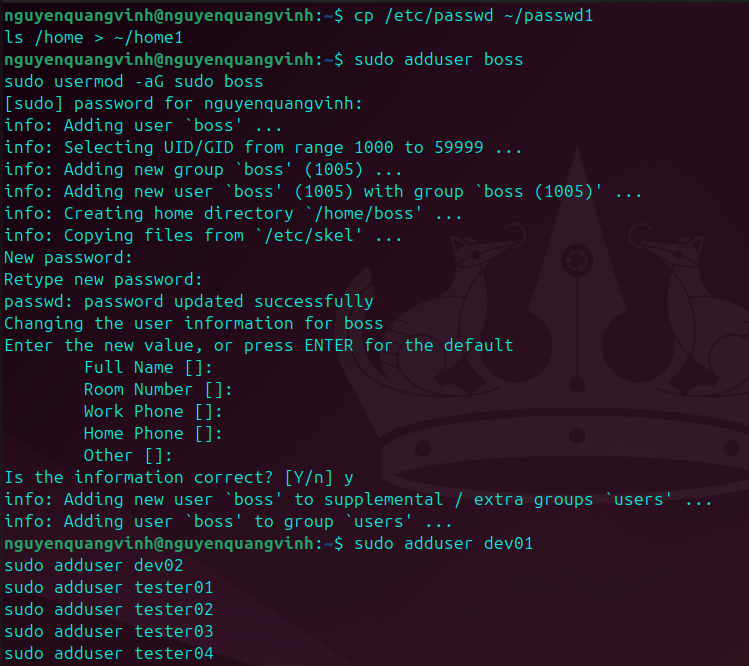 nguyenquangvinh@nguyenquangvinh:~$ cp /etc/passwd ~/passwd1
ls /home > ~/home1
nguyenquangvinh@nguyenquangvinh:~$ sudo adduser boss
sudo usermod -aG sudo boss
[sudo] password for nguyenquangvinh:
info: Adding user `boss' ...
info: Selecting UID/GID from range 1000 to 59999 ...
info: Adding new group `boss' (1005) ...
info: Adding new user `boss' (1005) with group `boss (1005)' ...
info: Creating home directory `/home/boss' ...
info: Copying files from `/etc/skel' ...
New password:
Retype new password:
passwd: password updated successfully
Changing the user information for boss
Enter the new value, or press ENTER for the default
        Full Name []:
        Room Number []:
        Work Phone []:
        Home Phone []:
        Other []:
Is the information correct? [Y/n] y
info: Adding new user `boss' to supplemental / extra groups `users' ...
info: Adding user `boss' to group `users' ...
nguyenquangvinh@nguyenquangvinh:~$ sudo adduser dev01
sudo adduser dev02
sudo adduser tester01
sudo adduser tester02
sudo adduser tester03
sudo adduser tester04